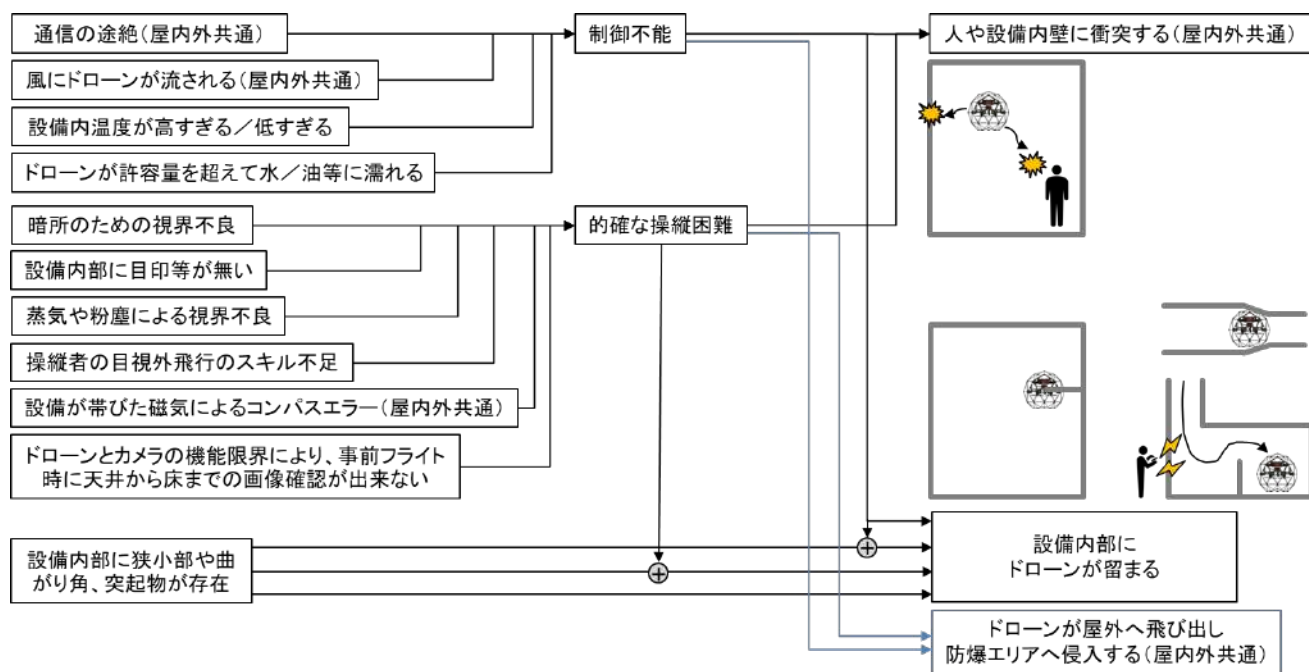 通信の途絶（屋内外共通）
制御不能
人や設備内壁に衝突する（屋内外共通）
風にドローンが流される（屋内外共通）
設備内温度が高すぎる／低すぎる
ドローンが許容量を超えて水／油等に濡れる
暗所のための視界不良
的確な操縦困難
設備内部に目印等が無い
蒸気や粉塵による視界不良
操縦者の目視外飛行のスキル不足
設備が帯びた磁気によるコンパスエラー（屋内外共通）
ドローンとカメラの機能限界により、事前フライト
時に天井から床までの画像確認が出来ない
設備内部に狭小部や曲
がり角、突起物が存在
設備内部に
ドローンが留まる
ドローンが屋外へ飛び出し
防爆エリアへ侵入する（屋内外共通）